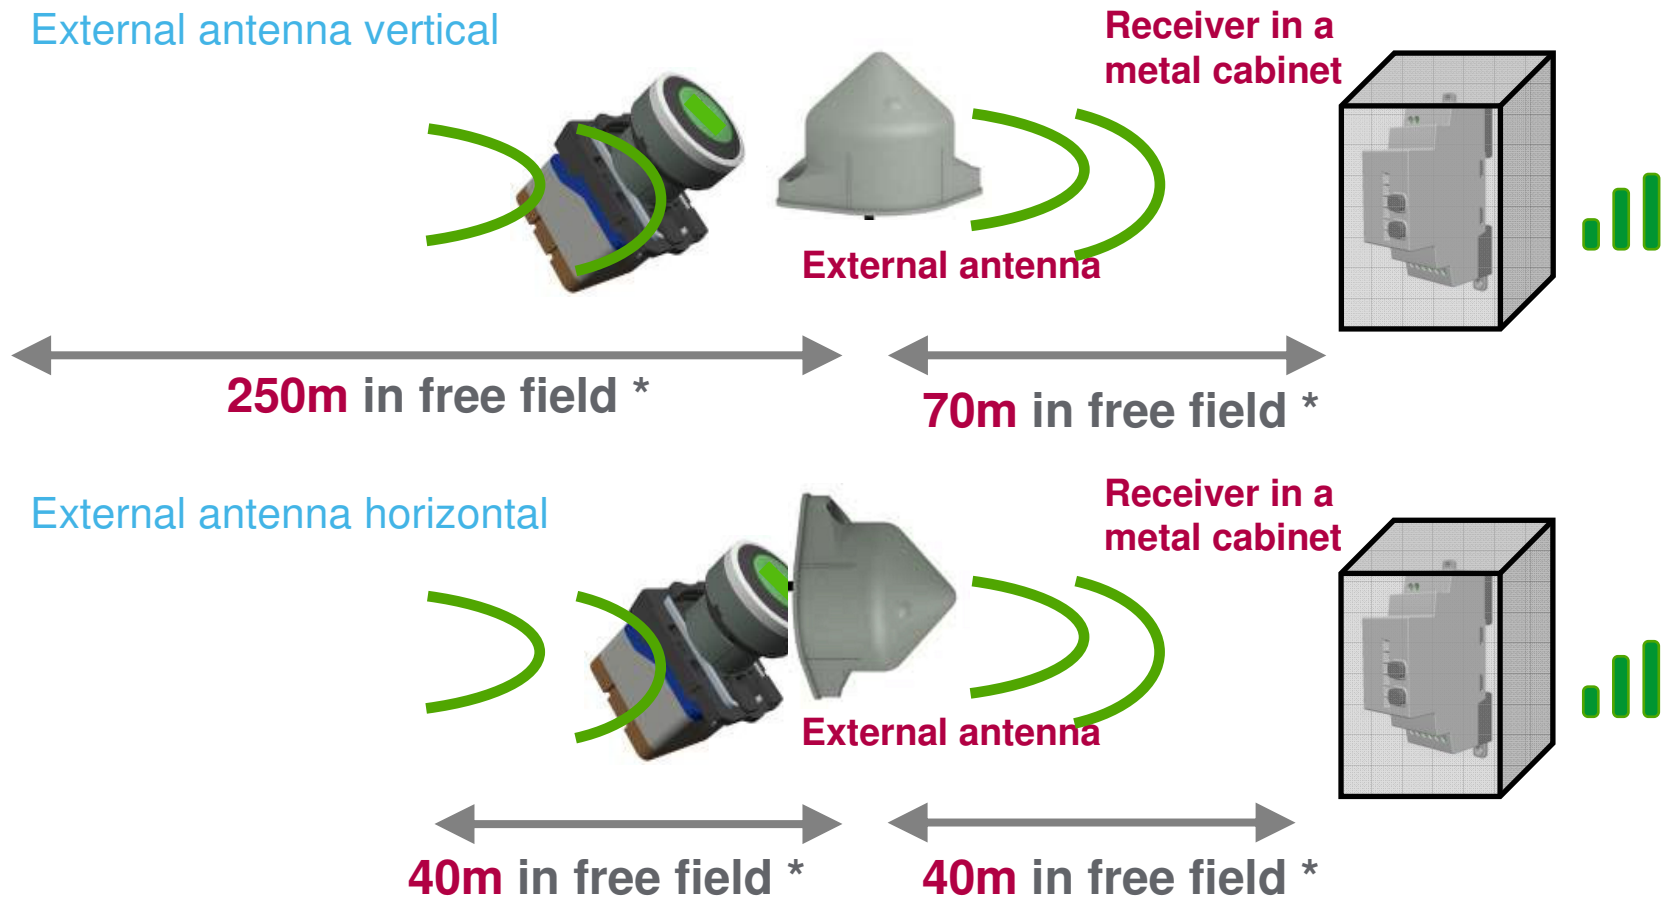 External antenna vertical
Receiver in a
metal cabinet
External antenna
250m in free field *
70m in free field *
External antenna horizontal
Receiver in a
metal cabinet
External antenna
40m in free field *
40m in free field *